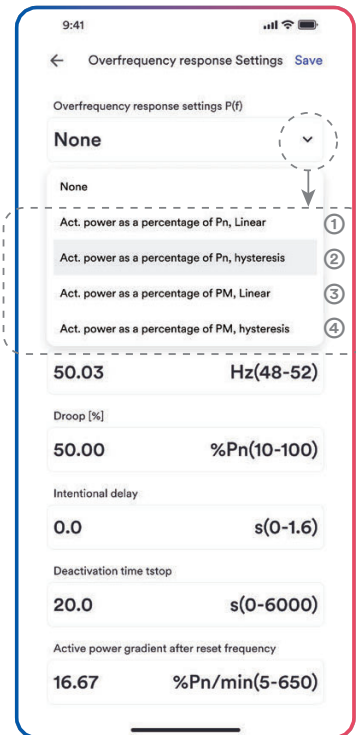 9:41
Overfrequency response Settings Save
Overfrequency response settings P(f)
None
None
Act. power as a percentage of Pn, Linear ①
Act. power as a percentage of Pn, hysteresis ②
Act. power as a percentage of PM, Linear ③
Act. power as a percentage of PM, hysteresis ④
50.03 Hz(48-52)
Droop [%]
50.00 %Pn(10-100)
Intentional delay
0.0 s(0-1.6)
Deactivation time tstop
20.0 s(0-6000)
Active power gradient after reset frequency
16.67 %Pn/min(5-650)